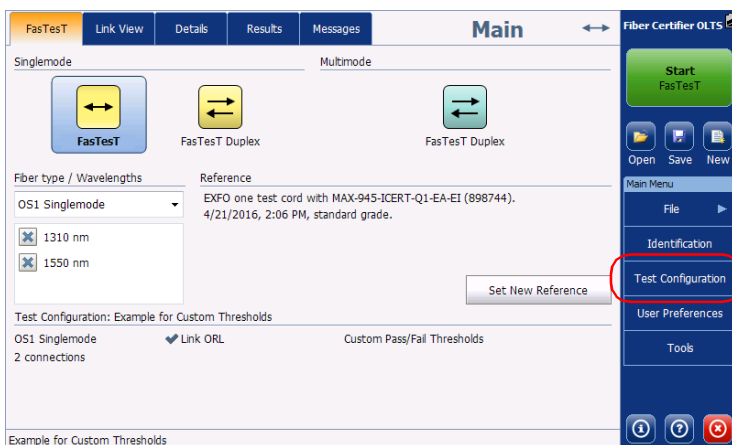 FasTesT Link View Details Results Messages Main Fiber Certifier OLTS
Singlemode Multimode
Start
FasTesT
FasTesT FasTesT Duplex FasTesT Duplex
Open Save New
Fiber type / Wavelengths Reference
Main Menu
OS1 Singlemode
EXFO one test cord with MAX-945-ICERT-Q1-EA-EI (898744).
4/21/2016, 2:06 PM, standard grade.
File
1310 nm
1550 nm
Identification
Set New Reference
Test Configuration
Test Configuration: Example for Custom Thresholds
User Preferences
OS1 Singlemode Link ORL Custom Pass/Fail Thresholds
2 connections
Tools
Example for Custom Thresholds